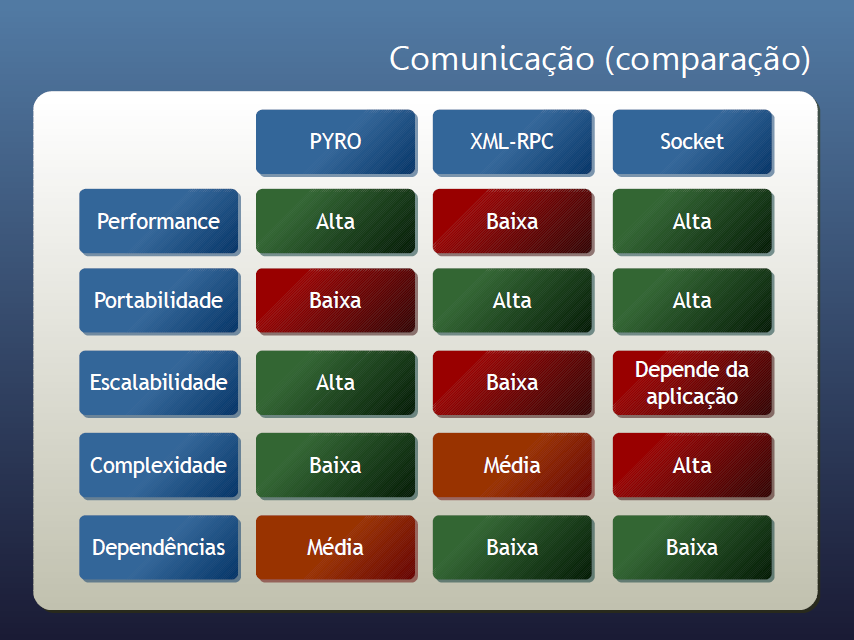 Comunicação (comparação)
PYRO XML-RPC Socket
Performance Alta Baixa Alta
Portabilidade Baixa Alta Alta
Escalabilidade Alta Baixa Depende da
aplicação
Complexidade Baixa Média Alta
Dependências Média Baixa Baixa